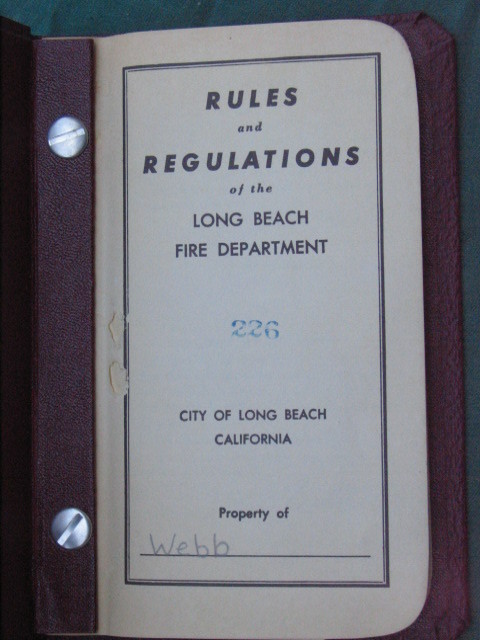 RULES
and
REGULATIONS
of the
LONG BEACH
FIRE DEPARTMENT
226
CITY OF LONG BEACH
CALIFORNIA
Property of
Webb